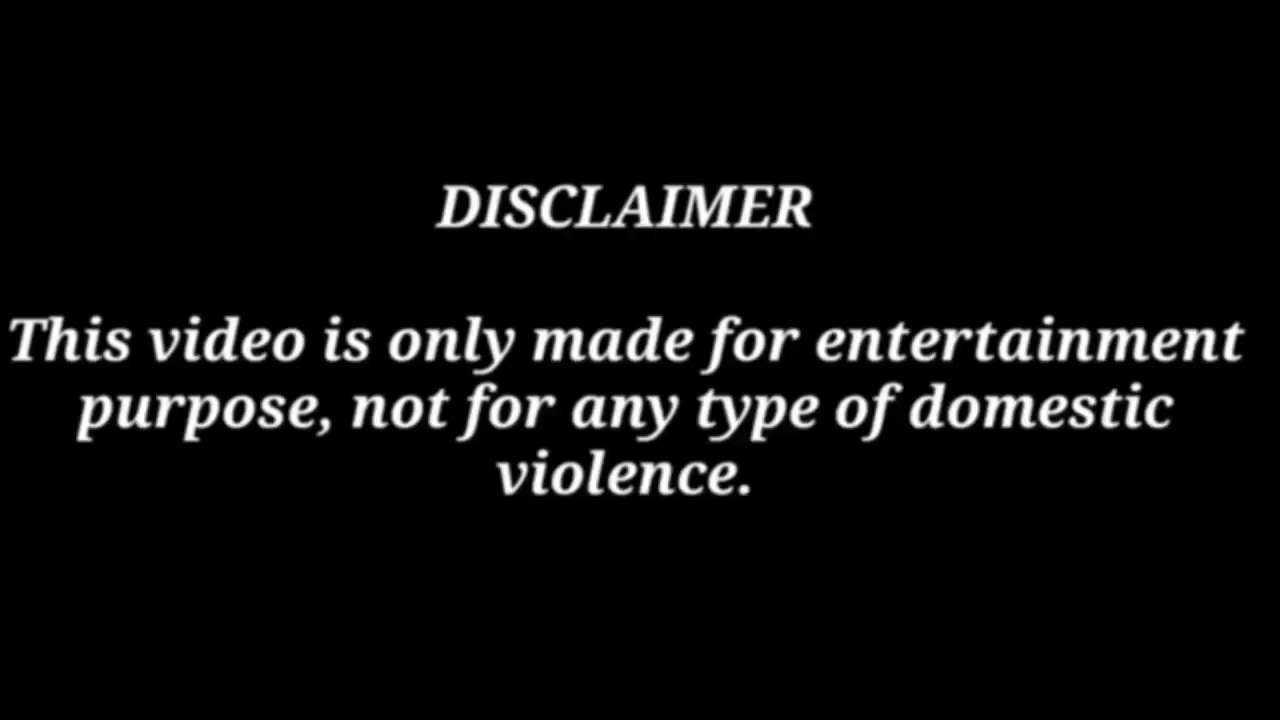 DISCLAIMER
This video is only made for entertainment
purpose, not for any type of domestic
violence.